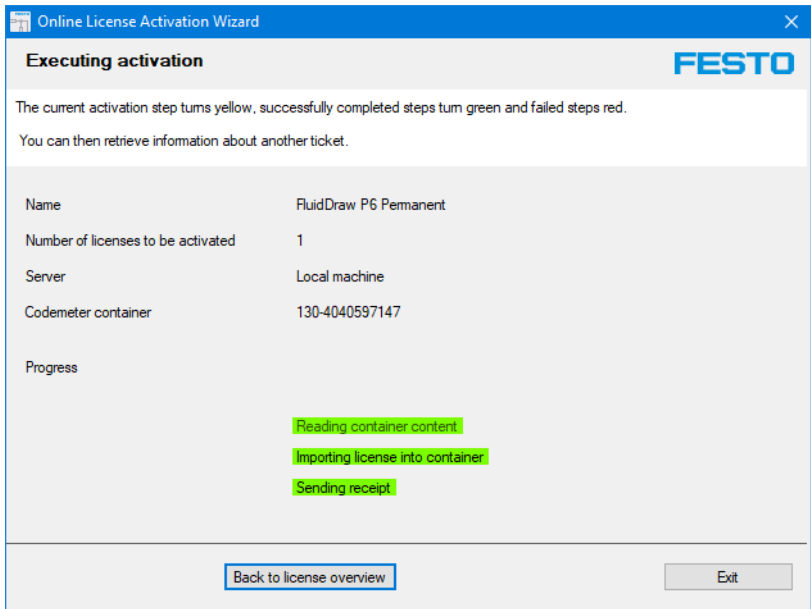 Online License Activation Wizard
Executing activation
FESTO
The current activation step turns yellow, successfully completed steps turn green and failed steps red.
You can then retrieve information about another ticket.
Name FluidDraw P6 Permanent
Number of licenses to be activated 1
Server Local machine
Codemeter container 130-4040597147
Progress
Reading container content
Importing license into container
Sending receipt
Back to license overview Exit